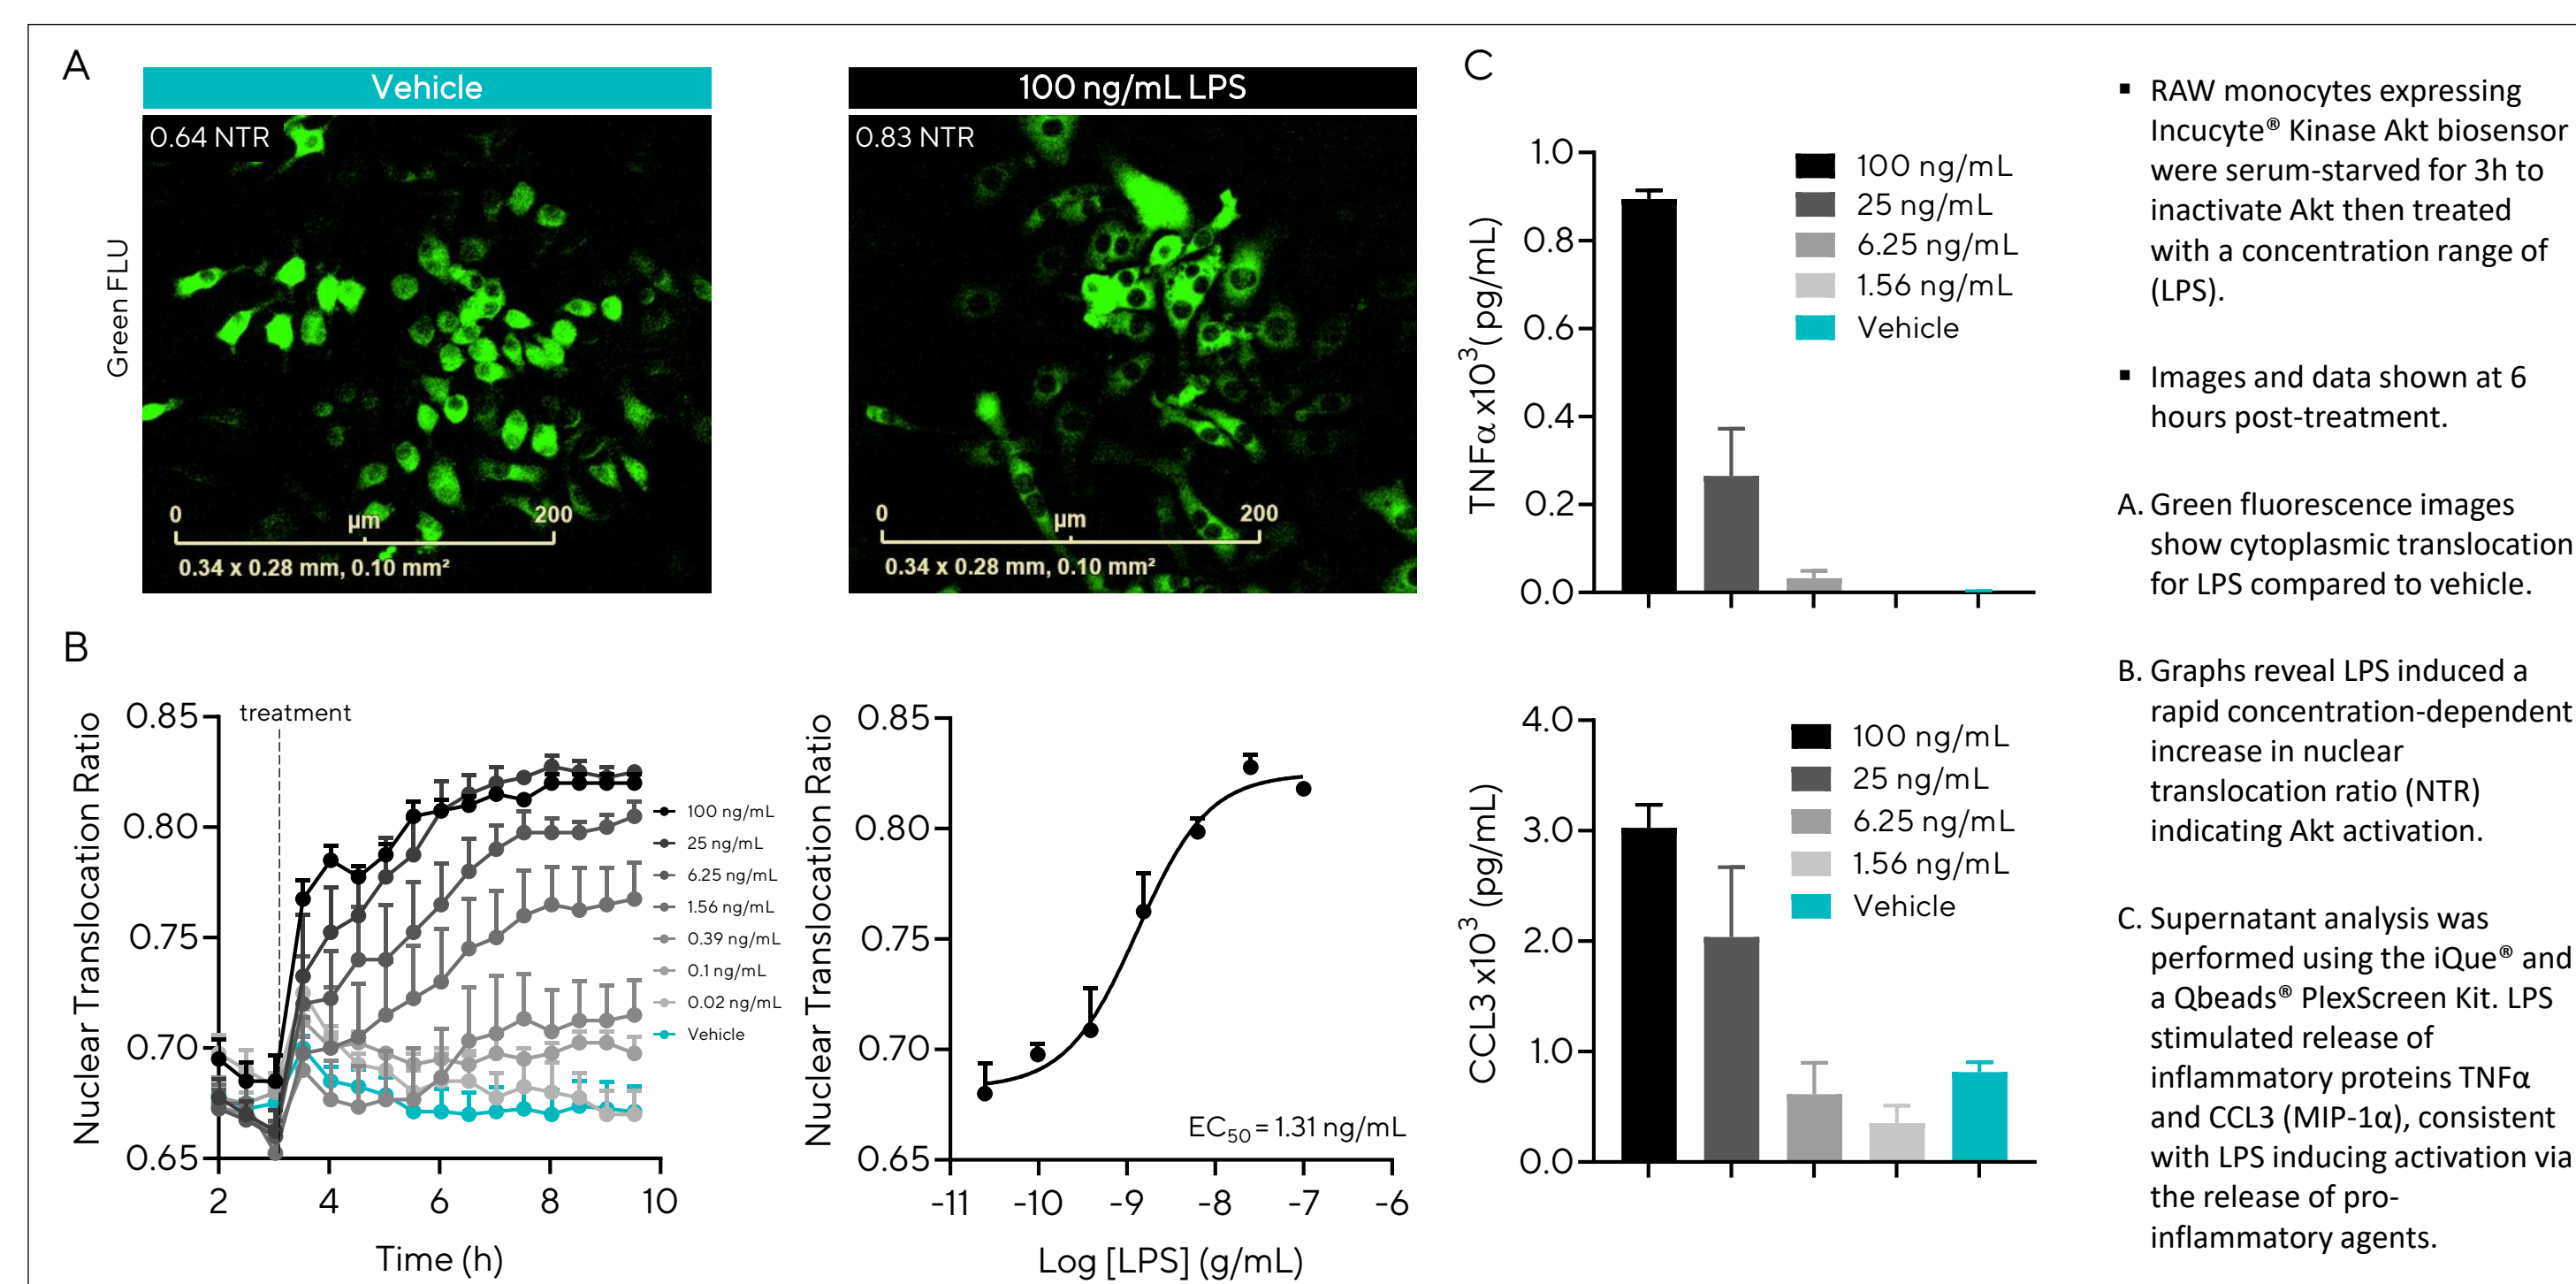 A
Vehicle
0.64 NTR
Green FLU
0
µm
200
0.34 x 0.28 mm, 0.10 mm²
100 ng/mL LPS
0.83 NTR
0
µm
200
0.34 x 0.28 mm, 0.10 mm²
B
Nuclear Translocation Ratio
0.85
0.80
0.75
0.70
0.65
treatment
2
4
6
8
10
Time (h)
100 ng/mL
25 ng/mL
6.25 ng/mL
1.56 ng/mL
0.39 ng/mL
0.1 ng/mL
0.02 ng/mL
Vehicle
Nuclear Translocation Ratio
0.85
0.80
0.75
0.70
0.65
EC₅₀ = 1.31 ng/mL
-11
-10
-9
-8
-7
-6
Log [LPS] (g/mL)
C
TNFα x10³(pg/mL)
1.0
0.8
0.6
0.4
0.2
0.0
100 ng/mL
25 ng/mL
6.25 ng/mL
1.56 ng/mL
Vehicle
CCL3 x10³ (pg/mL)
4.0
3.0
2.0
1.0
0.0
100 ng/mL
25 ng/mL
6.25 ng/mL
1.56 ng/mL
Vehicle
▪ RAW monocytes expressing
Incucyte® Kinase Akt biosensor
were serum-starved for 3h to
inactivate Akt then treated
with a concentration range of
(LPS).
▪ Images and data shown at 6
hours post-treatment.
A. Green fluorescence images
show cytoplasmic translocation
for LPS compared to vehicle.
B. Graphs reveal LPS induced a
rapid concentration-dependent
increase in nuclear
translocation ratio (NTR)
indicating Akt activation.
C. Supernatant analysis was
performed using the iQue® and
a Qbeads® PlexScreen Kit. LPS
stimulated release of
inflammatory proteins TNFα
and CCL3 (MIP-1α), consistent
with LPS inducing activation via
the release of pro-
inflammatory agents.